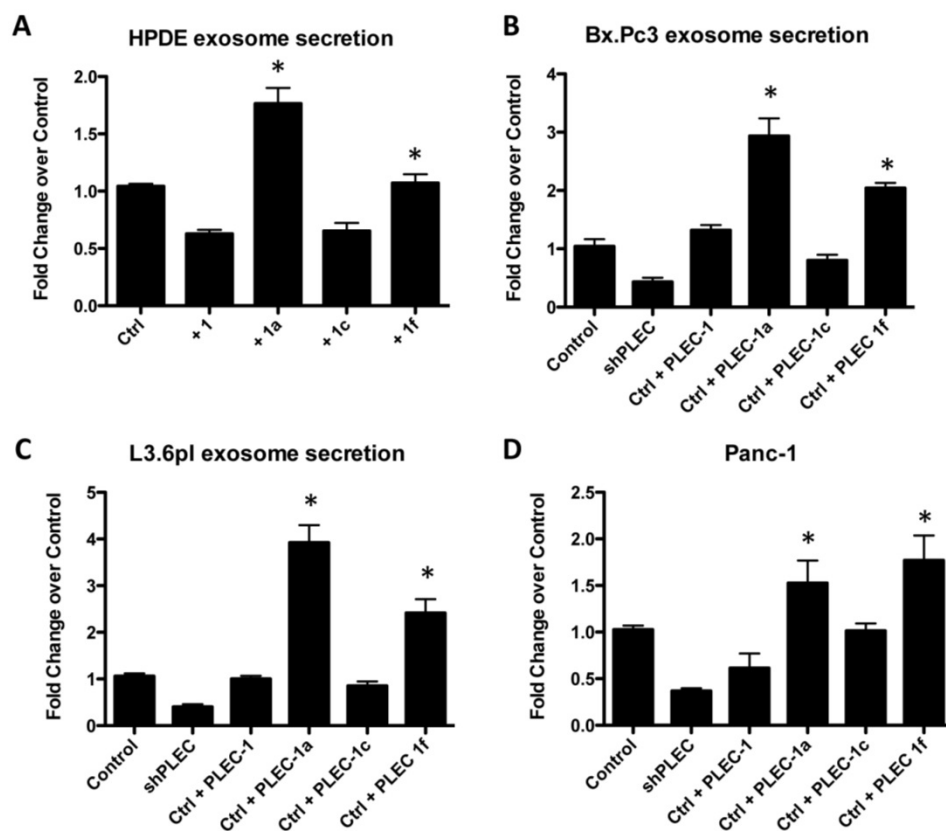 A
HPDE exosome secretion
Fold Change over Control
2.0
1.5
1.0
0.5
0.0
*
*
Ctrl
+ 1
+ 1a
+ 1c
+ 1f
B
Bx.Pc3 exosome secretion
Fold Change over Control
4
3
2
1
0
*
*
Control
shPLEC
Ctrl + PLEC-1
Ctrl + PLEC-1a
Ctrl + PLEC-1c
Ctrl + PLEC 1f
C
L3.6pl exosome secretion
Fold Change over Control
5
4
3
2
1
0
*
*
Control
shPLEC
Ctrl + PLEC-1
Ctrl + PLEC-1a
Ctrl + PLEC-1c
Ctrl + PLEC 1f
D
Panc-1
Fold Change over Control
2.5
2.0
1.5
1.0
0.5
0.0
*
*
Control
shPLEC
Ctrl + PLEC-1
Ctrl + PLEC-1a
Ctrl + PLEC-1c
Ctrl + PLEC 1f